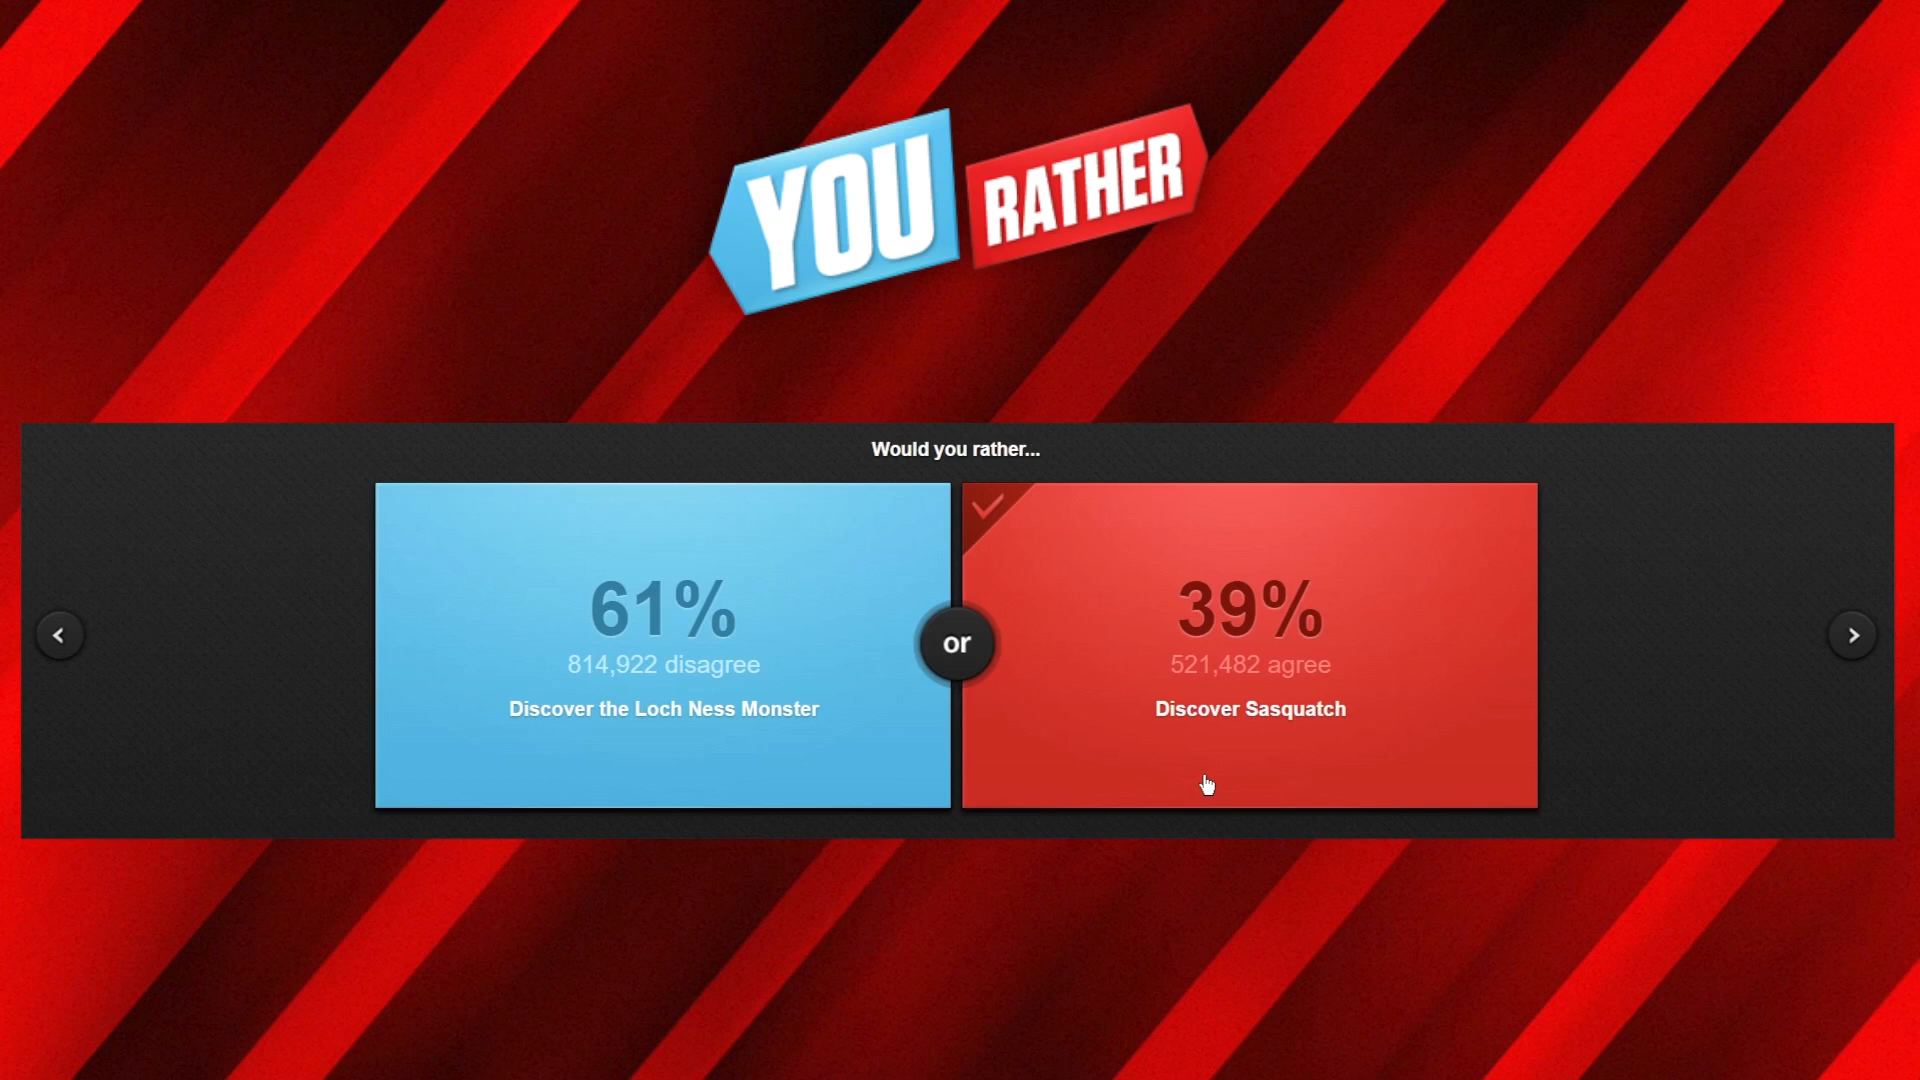 YOU RATHER
Would you rather...
61%
814,922 disagree
Discover the Loch Ness Monster
or
39%
521,482 agree
Discover Sasquatch